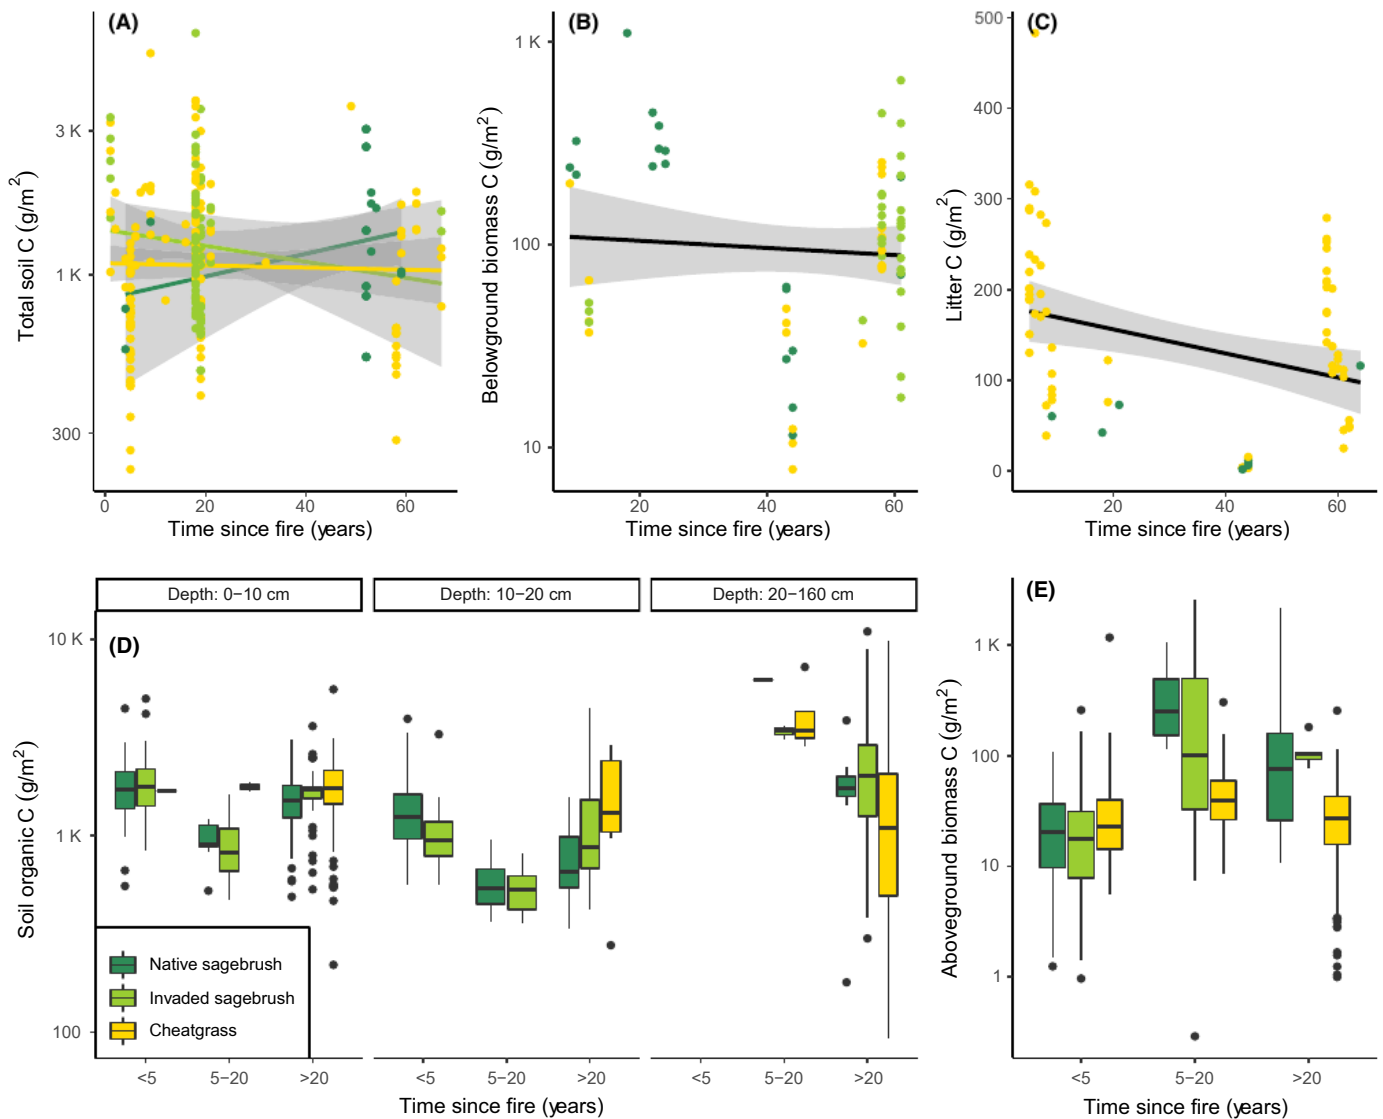 (A)
Total soil C (g/m²)
3 K
1 K
300
0 20 40 60
Time since fire (years)
(B)
Belowground biomass C (g/m²)
1 K
100
10
20 40 60
Time since fire (years)
(C)
Litter C (g/m²)
500
400
300
200
100
0
20 40 60
Time since fire (years)
Depth: 0−10 cm
Depth: 10−20 cm
Depth: 20−160 cm
(D)
Soil organic C (g/m²)
10 K
1 K
100
Native sagebrush
Invaded sagebrush
Cheatgrass
<5 5−20 >20
<5 5−20 >20
<5 5−20 >20
Time since fire (years)
(E)
Aboveground biomass C (g/m²)
1 K
100
10
1
<5 5−20 >20
Time since fire (years)